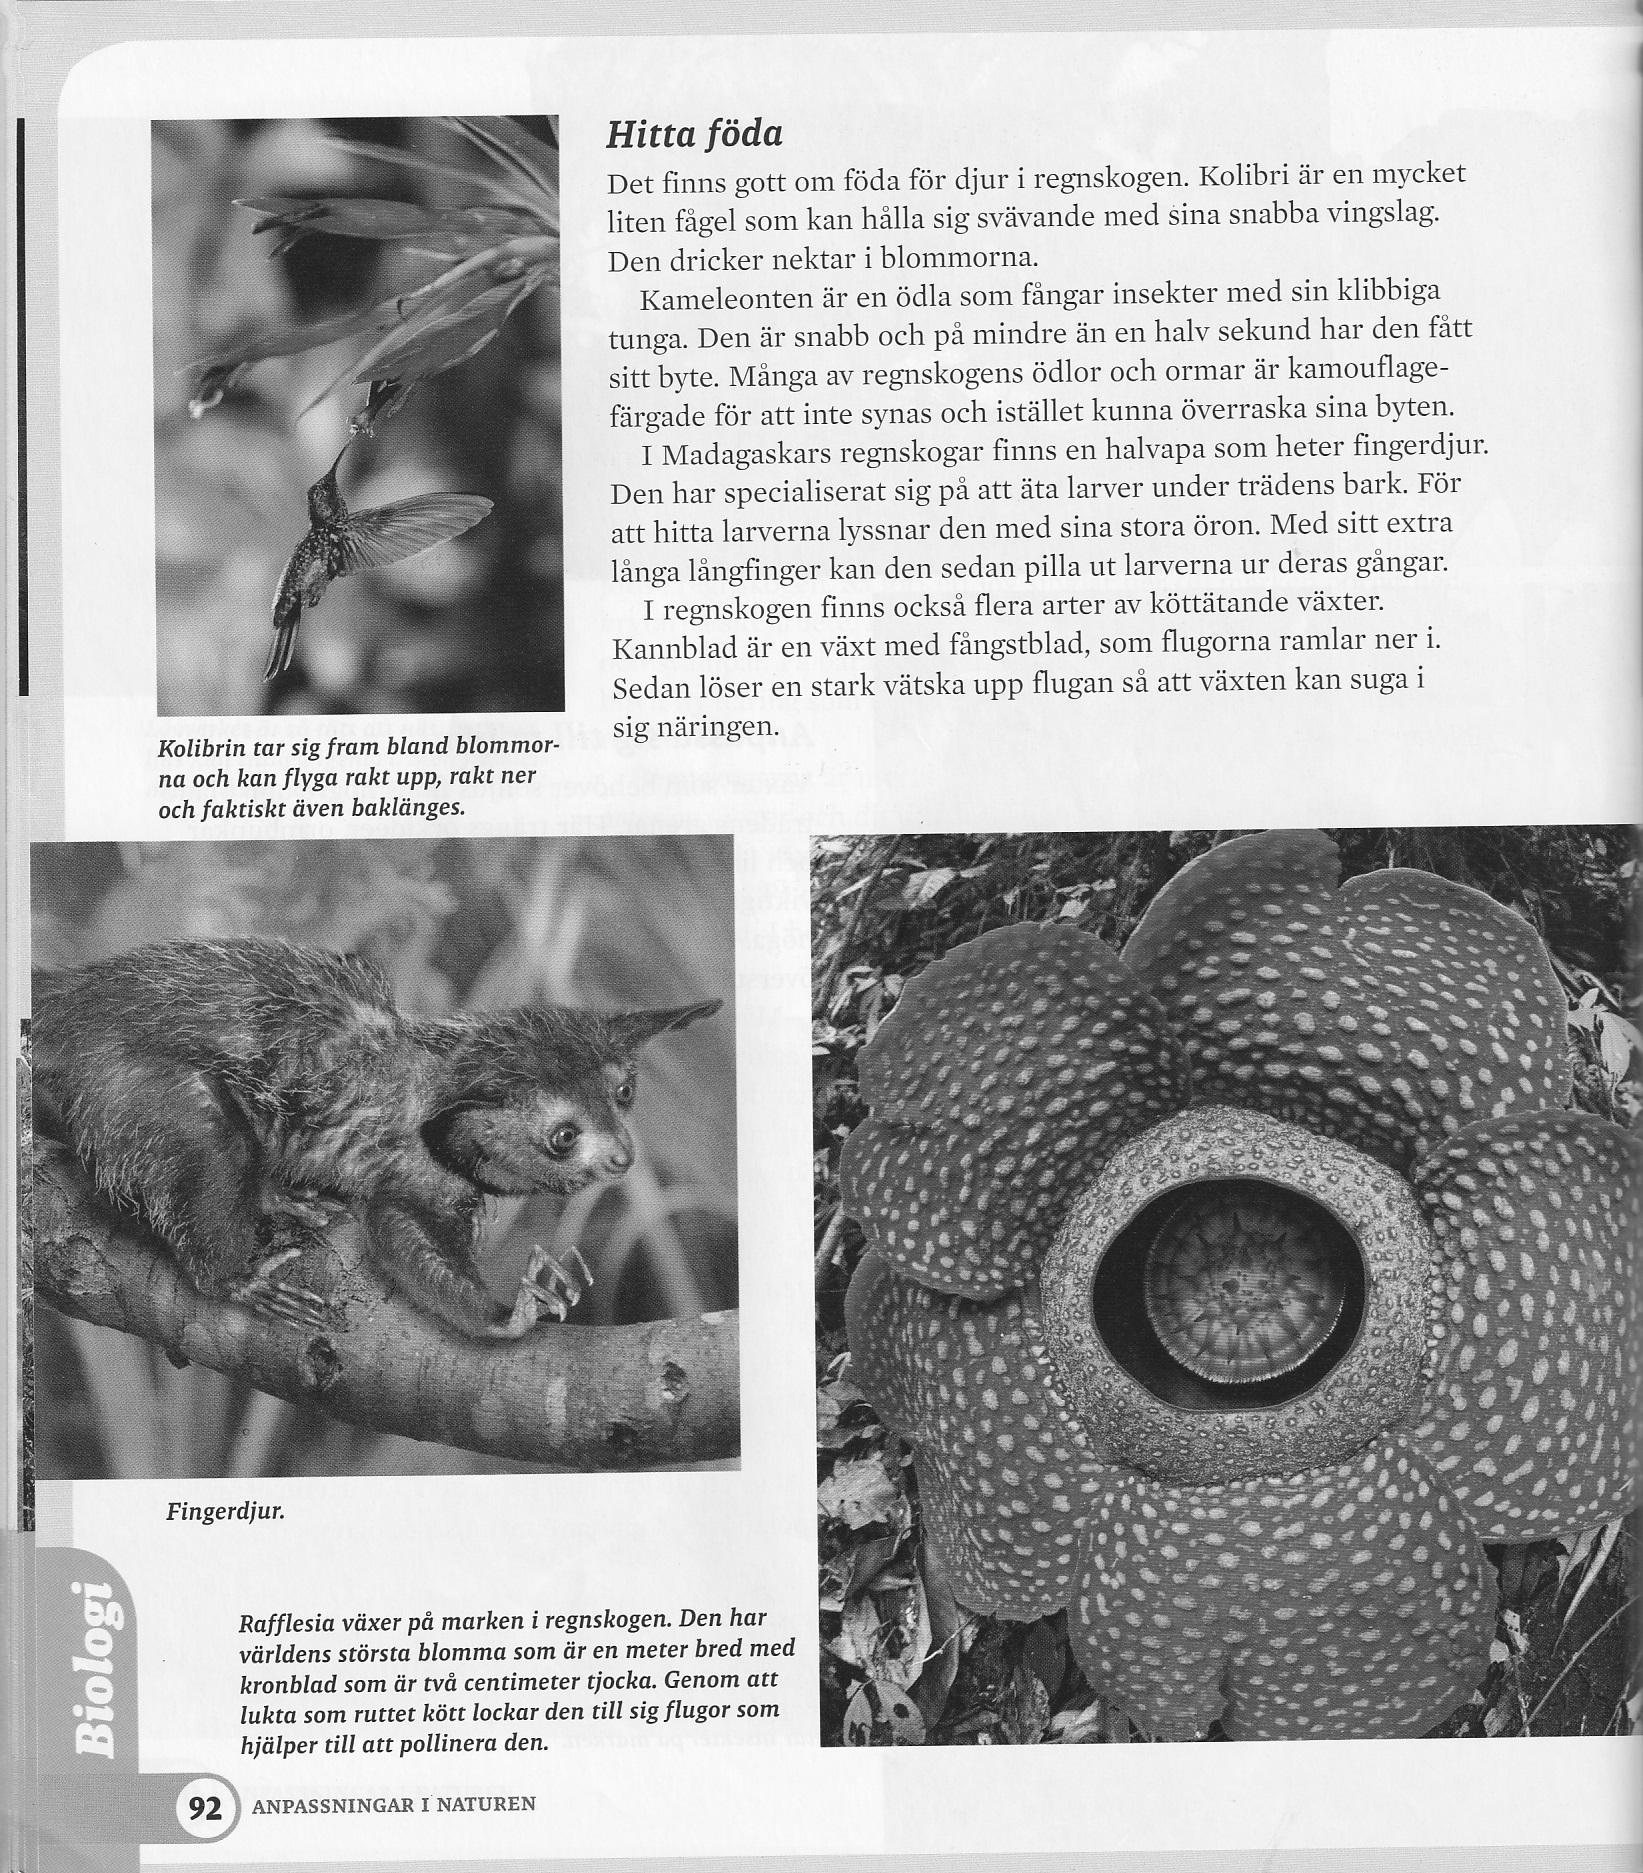 Hitta föda
Det finns gott om föda för djur i regnskogen. Kolibri är en mycket
liten fågel som kan hålla sig svävande med sina snabba vingslag.
Den dricker nektar i blommorna.
Kameleonten är en ödla som fångar insekter med sin klibbiga
tunga. Den är snabb och på mindre än en halv sekund har den fått
sitt byte. Många av regnskogens ödlor och ormar är kamouflage-
färgade för att inte synas och istället kunna överraska sina byten.
I Madagaskars regnskogar finns en halvapa som heter fingerdjur.
Den har specialiserat sig på att äta larver under trädens bark. För
att hitta larverna lyssnar den med sina stora öron. Med sitt extra
långa långfinger kan den sedan pilla ut larverna ur deras gångar.
I regnskogen finns också flera arter av köttätande växter.
Kannblad är en växt med fångstblad, som flugorna ramlar ner i.
Sedan löser en stark vätska upp flugan så att växten kan suga i
sig näringen.
Kolibrin tar sig fram bland blommor-
na och kan flyga rakt upp, rakt ner
och faktiskt även baklänges.
Fingerdjur.
Rafflesia växer på marken i regnskogen. Den har
världens största blomma som är en meter bred med
kronblad som är två centimeter tjocka. Genom att
lukta som ruttet kött lockar den till sig flugor som
hjälper till att pollinera den.
Biologi
92 ANPASSNINGAR I NATUREN